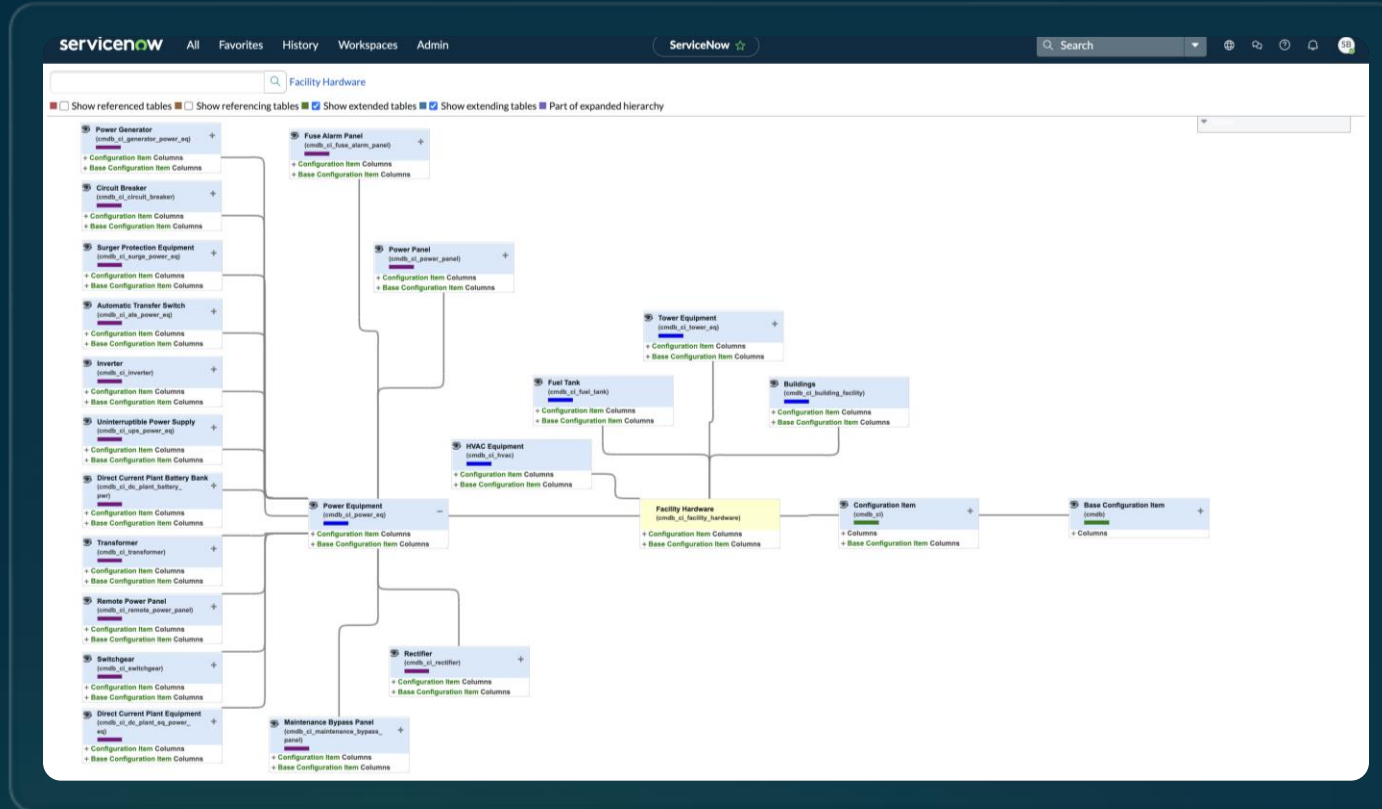 servicenow All Favorites History Workspaces Admin ServiceNow Search SB
Facility Hardware
Show referenced tables Show referencing tables Show extended tables Show extending tables Part of expanded hierarchy
Power Generator
(cmdb_ci_generator_power_eq)
+ Configuration Item Columns
+ Base Configuration Item Columns
Fuse Alarm Panel
(cmdb_ci_fuse_alarm_panel)
+ Configuration Item Columns
+ Base Configuration Item Columns
Circuit Breaker
(cmdb_ci_circuit_breaker)
+ Configuration Item Columns
+ Base Configuration Item Columns
Surger Protection Equipment
(cmdb_ci_surge_power_eq)
+ Configuration Item Columns
+ Base Configuration Item Columns
Power Panel
(cmdb_ci_power_panel)
+ Configuration Item Columns
+ Base Configuration Item Columns
Automatic Transfer Switch
(cmdb_ci_ats_power_eq)
+ Configuration Item Columns
+ Base Configuration Item Columns
Tower Equipment
(cmdb_ci_tower_eq)
+ Configuration Item Columns
+ Base Configuration Item Columns
Inverter
(cmdb_ci_inverter)
+ Configuration Item Columns
+ Base Configuration Item Columns
Fuel Tank
(cmdb_ci_fuel_tank)
+ Configuration Item Columns
+ Base Configuration Item Columns
Buildings
(cmdb_ci_building_facility)
+ Configuration Item Columns
+ Base Configuration Item Columns
Uninterruptible Power Supply
(cmdb_ci_ups_power_eq)
+ Configuration Item Columns
+ Base Configuration Item Columns
HVAC Equipment
(cmdb_ci_hvac)
+ Configuration Item Columns
+ Base Configuration Item Columns
Direct Current Plant Battery Bank
(cmdb_ci_dc_plant_battery_
pwr)
+ Configuration Item Columns
+ Base Configuration Item Columns
Power Equipment
(cmdb_ci_power_eq)
+ Configuration Item Columns
+ Base Configuration Item Columns
Facility Hardware
(cmdb_ci_facility_hardware)
+ Configuration Item Columns
+ Base Configuration Item Columns
Configuration Item
(cmdb_ci)
+ Columns
+ Base Configuration Item Columns
Base Configuration Item
(cmdb)
+ Columns
Transformer
(cmdb_ci_transformer)
+ Configuration Item Columns
+ Base Configuration Item Columns
Remote Power Panel
(cmdb_ci_remote_power_panel)
+ Configuration Item Columns
+ Base Configuration Item Columns
Switchgear
(cmdb_ci_switchgear)
+ Configuration Item Columns
+ Base Configuration Item Columns
Rectifier
(cmdb_ci_rectifier)
+ Configuration Item Columns
+ Base Configuration Item Columns
Direct Current Plant Equipment
(cmdb_ci_dc_plant_eq_power_
eq)
+ Configuration Item Columns
+ Base Configuration Item Columns
Maintenance Bypass Panel
(cmdb_ci_maintenance_bypass_
panel)
+ Configuration Item Columns
+ Base Configuration Item Columns